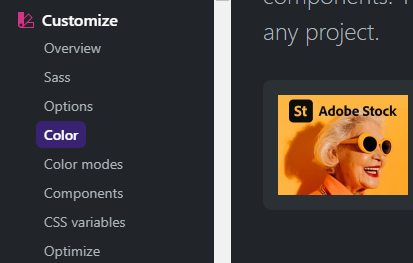 Customize
Overview
Sass
Options
Color
Color modes
Components
CSS variables
Optimize
components.
any project.
St Adobe Stock